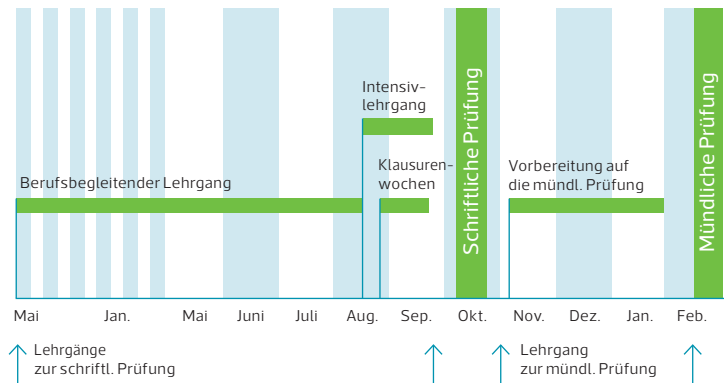 Intensiv-
lehrgang
Klausuren-
wochen
Berufsbegleitender Lehrgang
Vorbereitung auf
die mündl. Prüfung
Schriftliche Prüfung
Mündliche Prüfung
Mai Jan. Mai Juni Juli Aug. Sep. Okt. Nov. Dez. Jan. Feb.
Lehrgänge
zur schriftl. Prüfung
Lehrgang
zur mündl. Prüfung